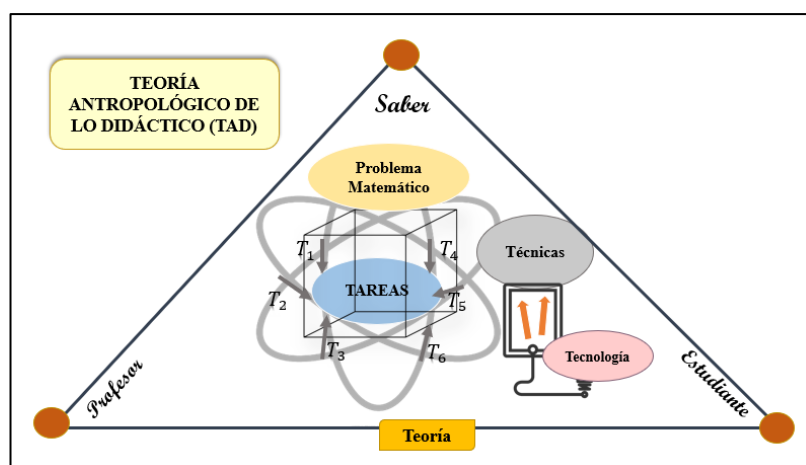 TEORÍA
ANTROPOLÓGICO DE
LO DIDÁCTICO (TAD)
Saber
Problema
Matemático
T₁
T₄
Técnicas
TAREAS
T₂
T₅
T₃
T₆
Tecnología
Profesor
Estudiante
Teoría